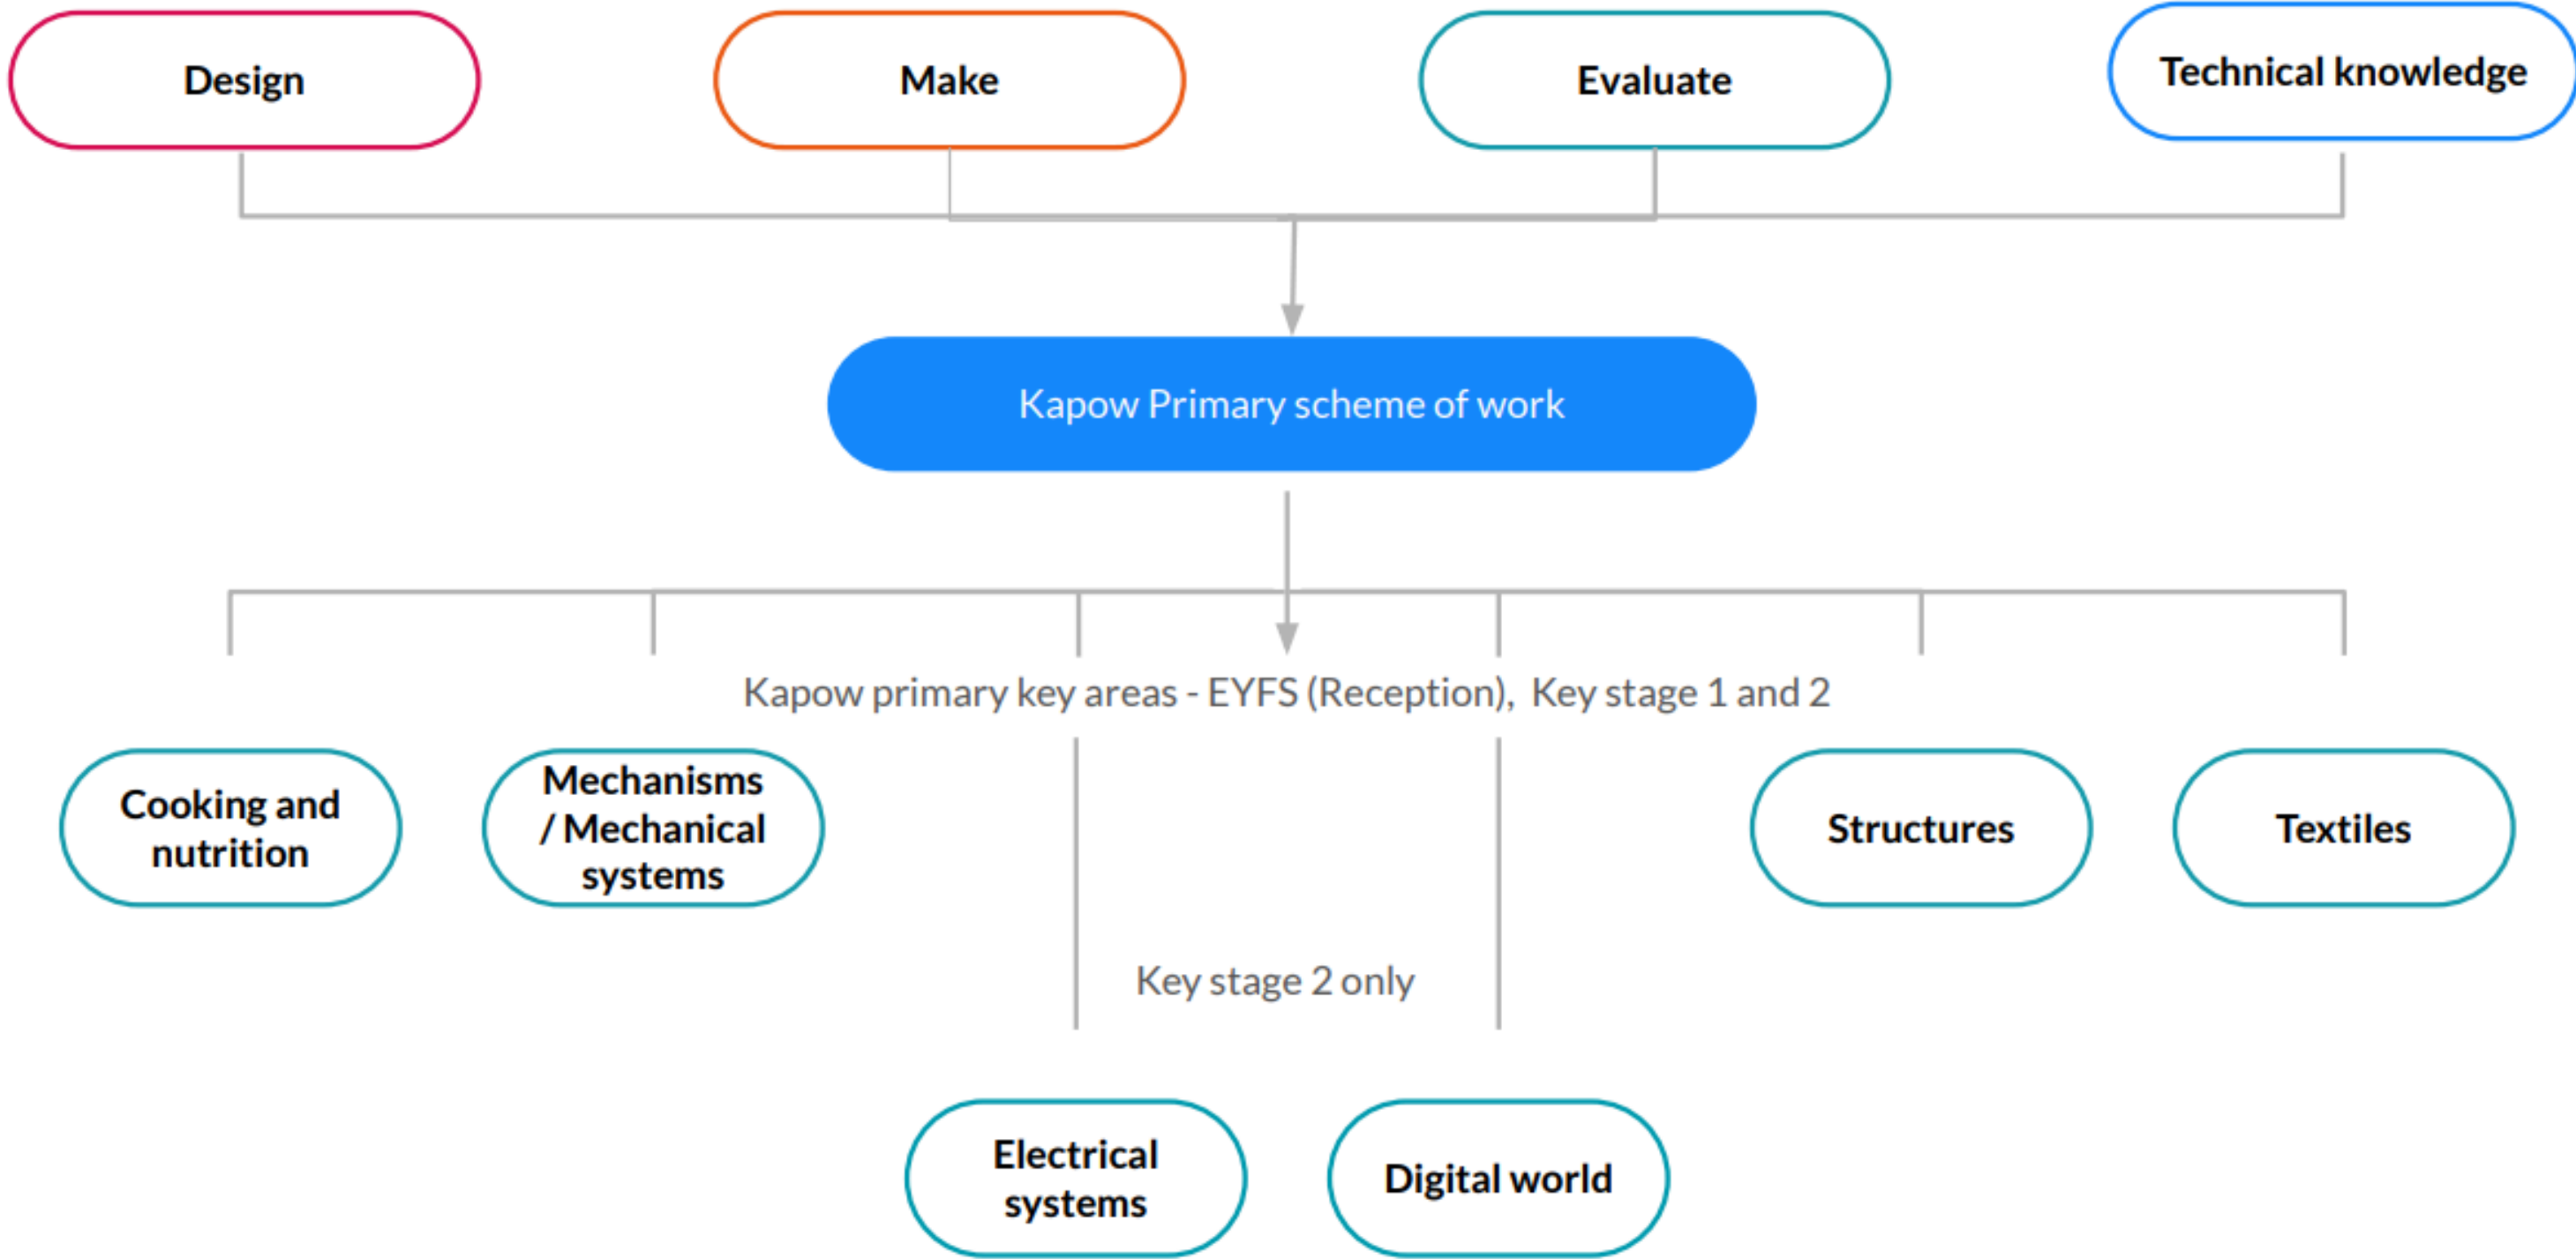 Design
Make
Evaluate
Technical knowledge
Kapow Primary scheme of work
Kapow primary key areas - EYFS (Reception),  Key stage 1 and 2
Cooking and
nutrition
Mechanisms
/ Mechanical
systems
Structures
Textiles
Key stage 2 only
Electrical
systems
Digital world